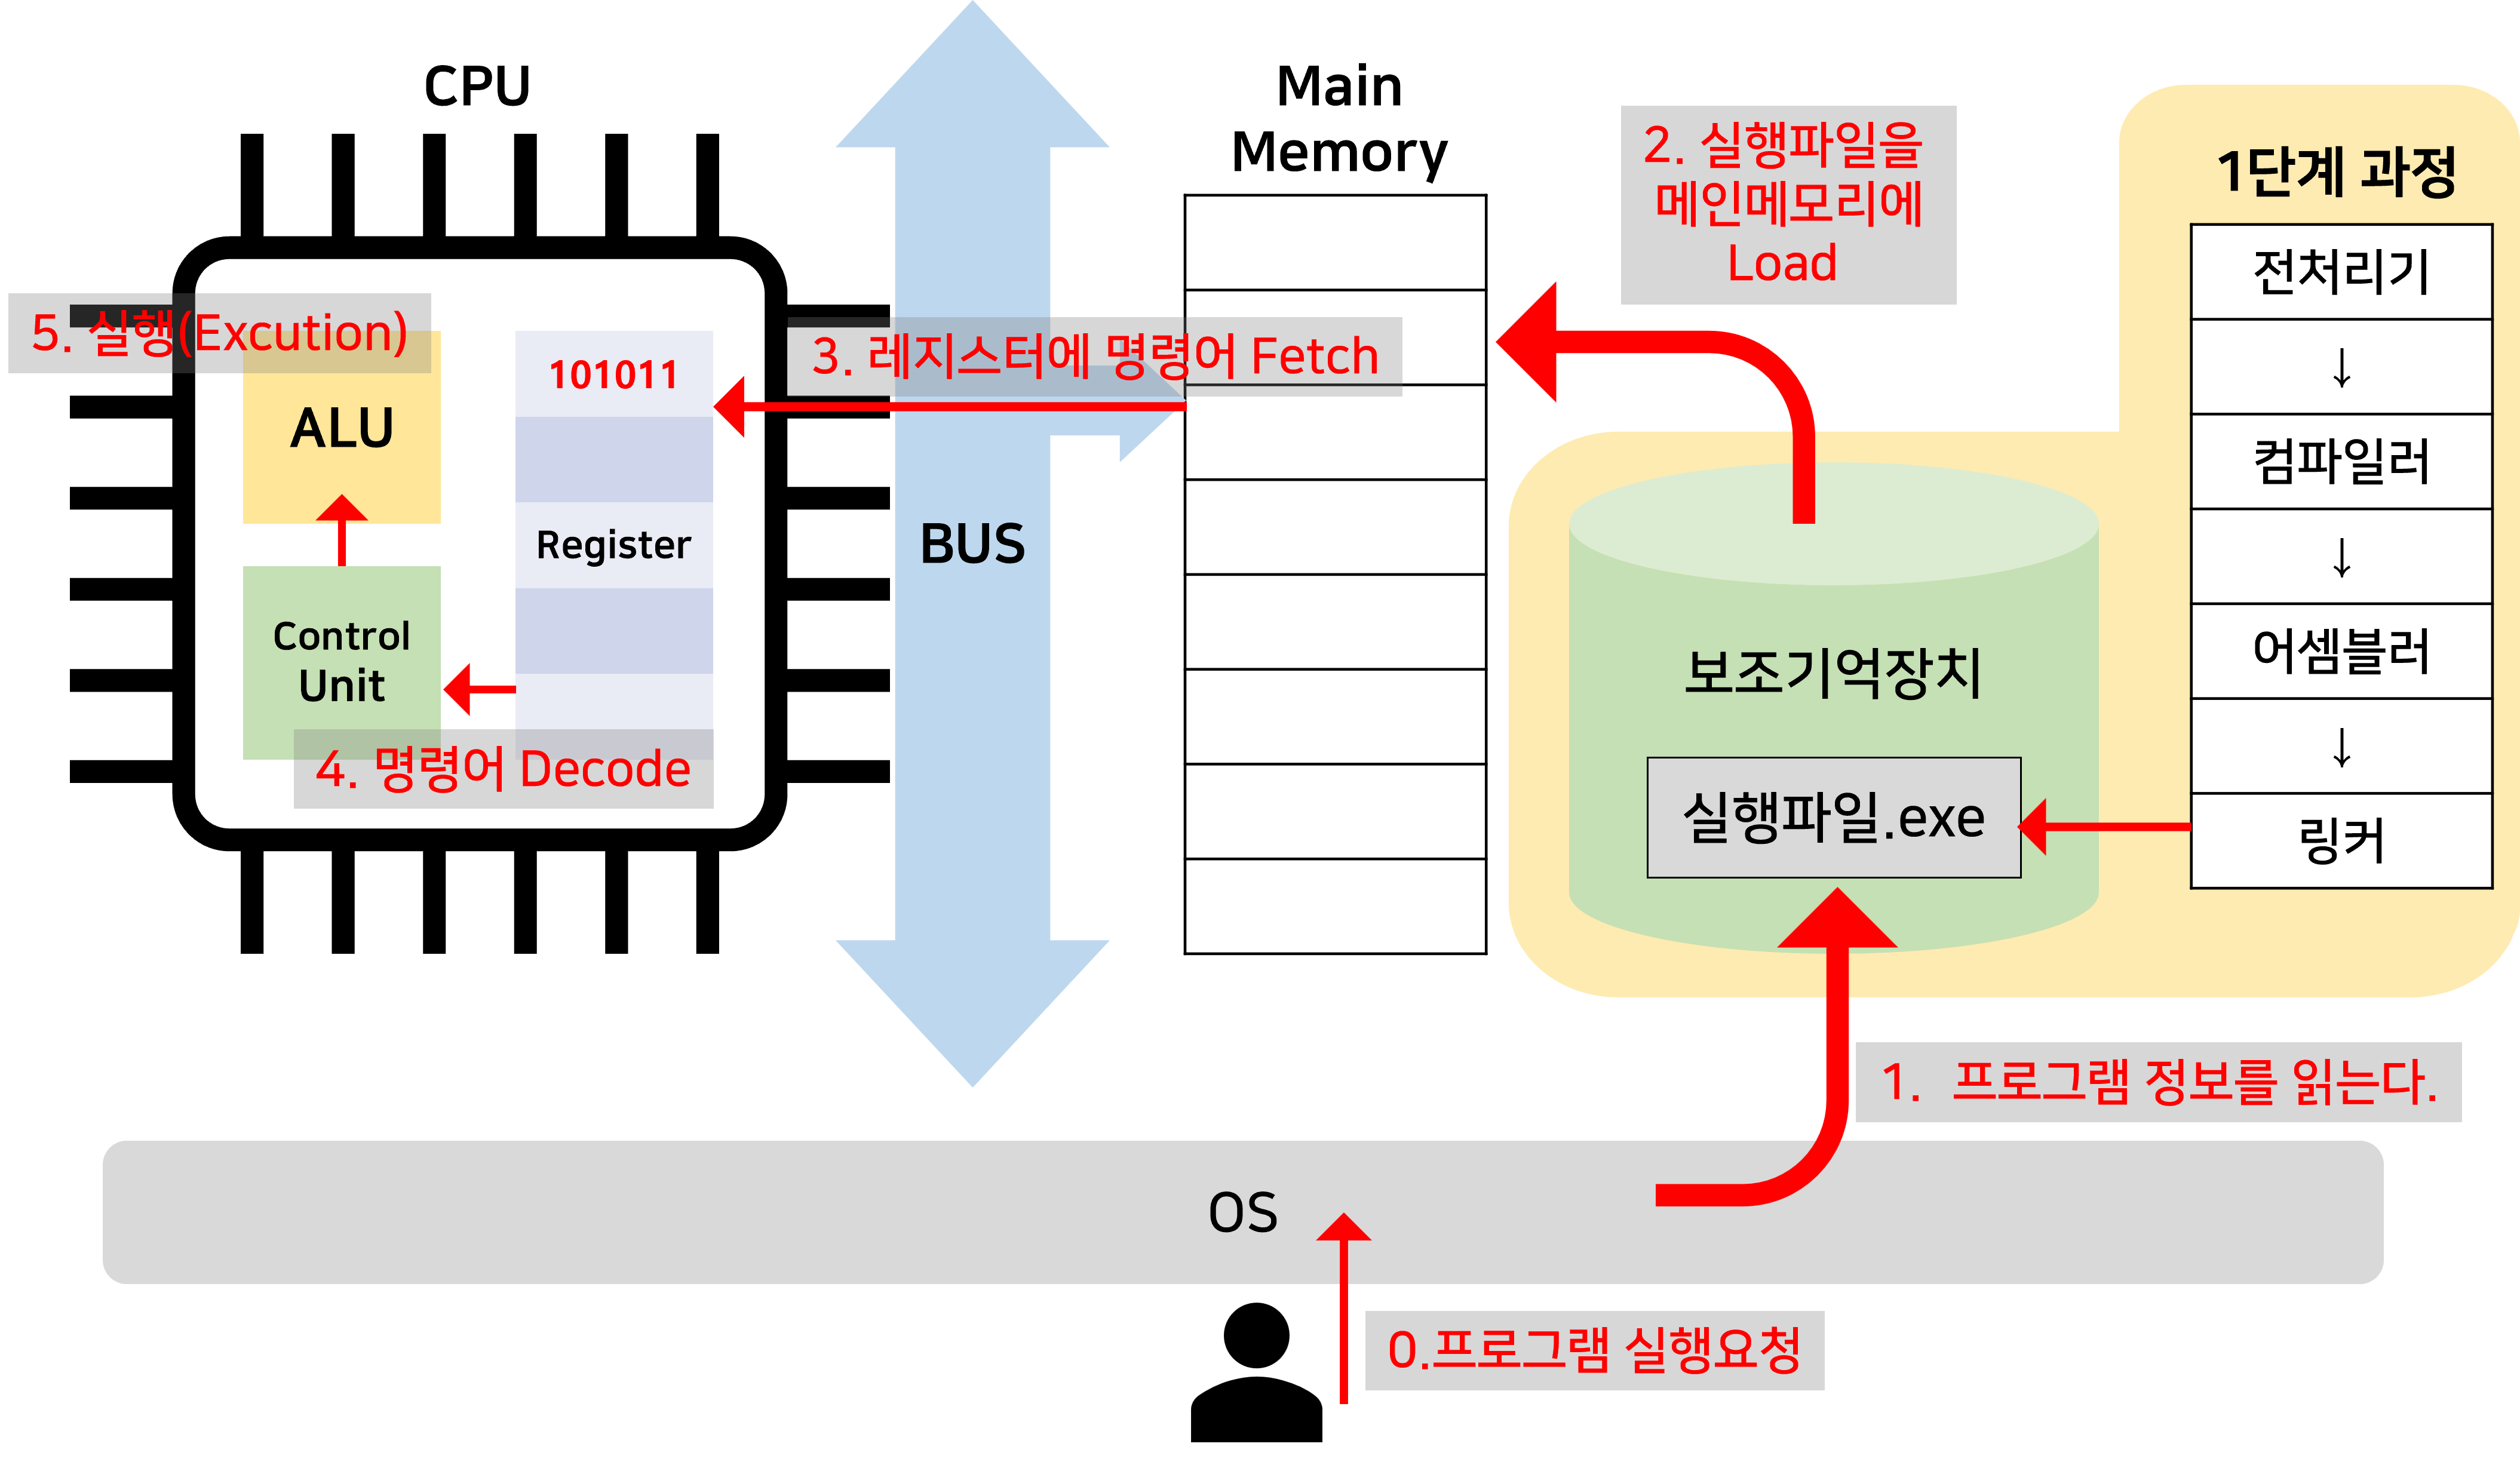 CPU
Main
Memory
2. 실행파일을
메인메모리에
Load
1단계 과정
전처리기
↓
컴파일러
↓
어셈블러
↓
링커
5. 실행(Excution)
3. 레지스터에 명령어 Fetch
101011
ALU
Register
BUS
Control
Unit
4. 명령어 Decode
보조기억장치
실행파일.exe
1. 프로그램 정보를 읽는다.
OS
0.프로그램 실행요청